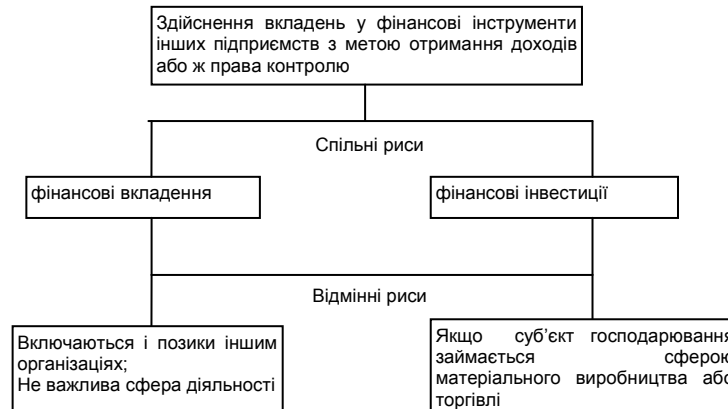 Здійснення вкладень у фінансові інструменти
інших підприємств з метою отримання доходів
або ж права контролю
Спільні риси
фінансові вкладення
фінансові інвестиції
Відмінні риси
Включаються і позики іншим
організаціях;
Не важлива сфера діяльності
Якщо суб’єкт господарювання
займається сферою
матеріального виробництва або
торгівлі